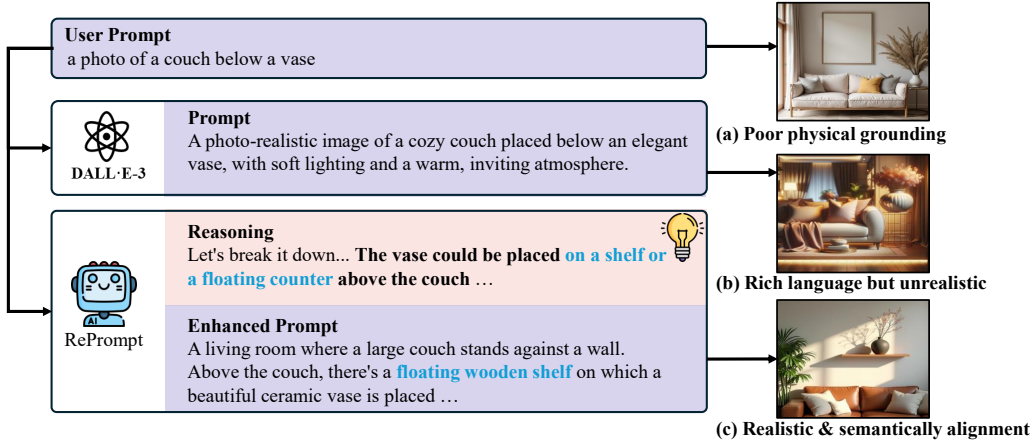 User Prompt
a photo of a couch below a vase
(a) Poor physical grounding
DALL·E-3
Prompt
A photo-realistic image of a cozy couch placed below an elegant
vase, with soft lighting and a warm, inviting atmosphere.
(b) Rich language but unrealistic
AI
RePrompt
Reasoning
Let's break it down... The vase could be placed on a shelf or
a floating counter above the couch …
Enhanced Prompt
A living room where a large couch stands against a wall.
Above the couch, there's a floating wooden shelf on which a
beautiful ceramic vase is placed …
(c) Realistic & semantically alignment